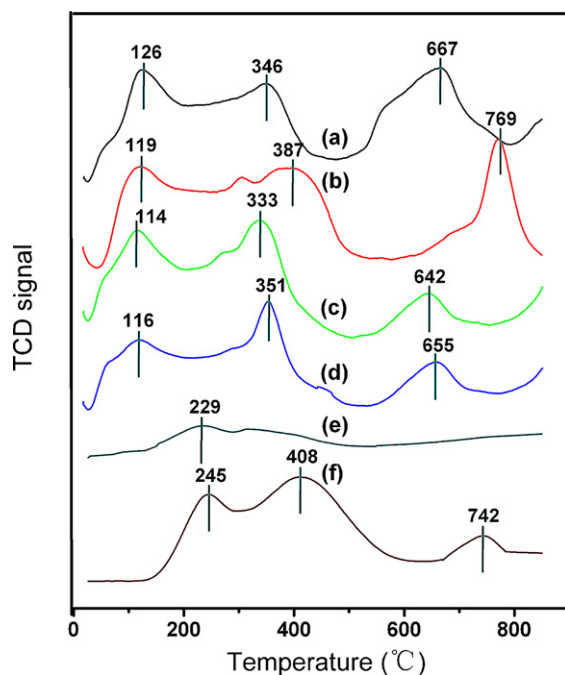 126
346
667
(a)
769
119
387
(b)
114
333
(c)
642
351
116
(d)
655
(e)
229
245
408
(f)
742
TCD signal
0 200 400 600 800
Temperature (℃)